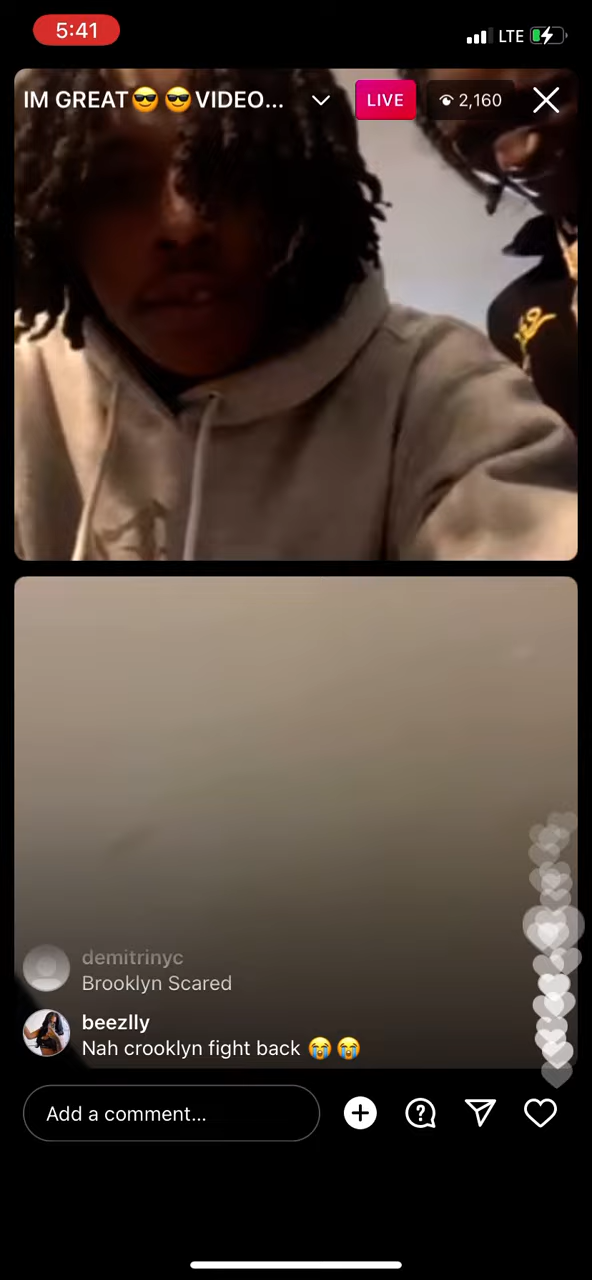 5:41
LTE
IM GREAT😎 😎 VIDEO...
LIVE
2,160
demitrinyc
Brooklyn Scared
beezlly
Nah crooklyn fight back 😭 😭
Add a comment...